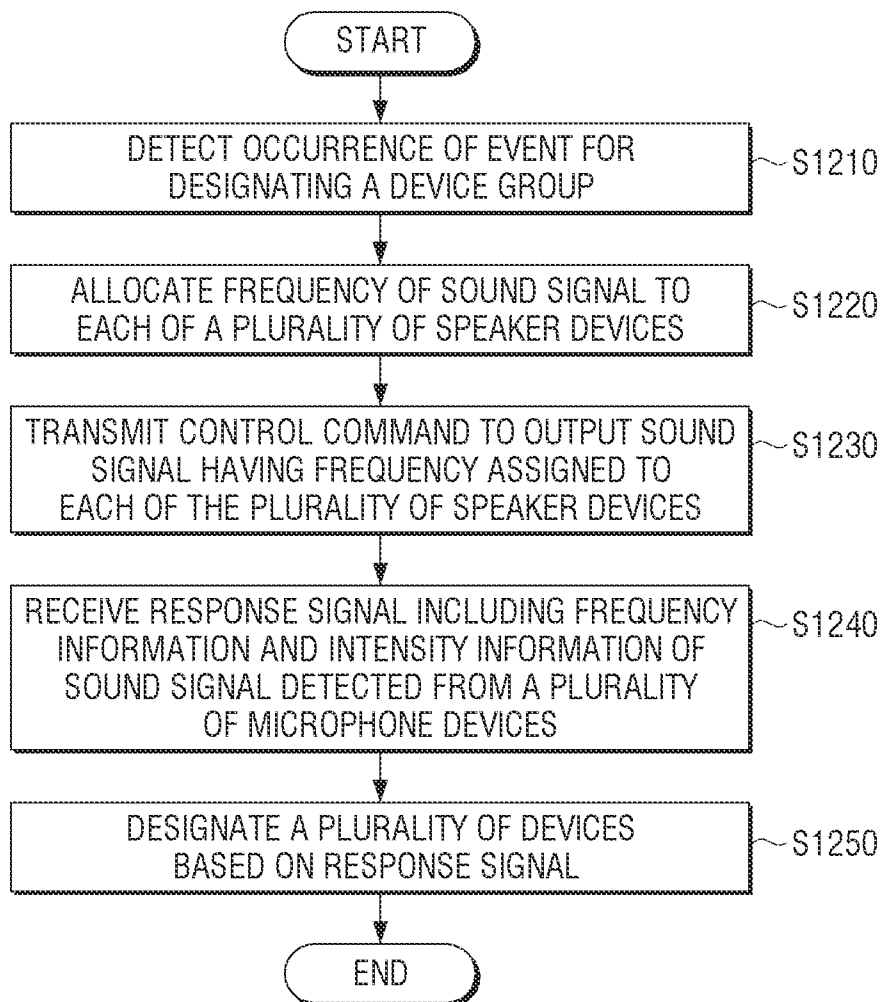 START
DETECT OCCURRENCE OF EVENT FOR
DESIGNATING A DEVICE GROUP
S1210
ALLOCATE FREQUENCY OF SOUND SIGNAL TO
EACH OF A PLURALITY OF SPEAKER DEVICES
S1220
TRANSMIT CONTROL COMMAND TO OUTPUT SOUND
SIGNAL HAVING FREQUENCY ASSIGNED TO
EACH OF THE PLURALITY OF SPEAKER DEVICES
S1230
RECEIVE RESPONSE SIGNAL INCLUDING FREQUENCY
INFORMATION AND INTENSITY INFORMATION OF
SOUND SIGNAL DETECTED FROM A PLURALITY
OF MICROPHONE DEVICES
S1240
DESIGNATE A PLURALITY OF DEVICES
BASED ON RESPONSE SIGNAL
S1250
END